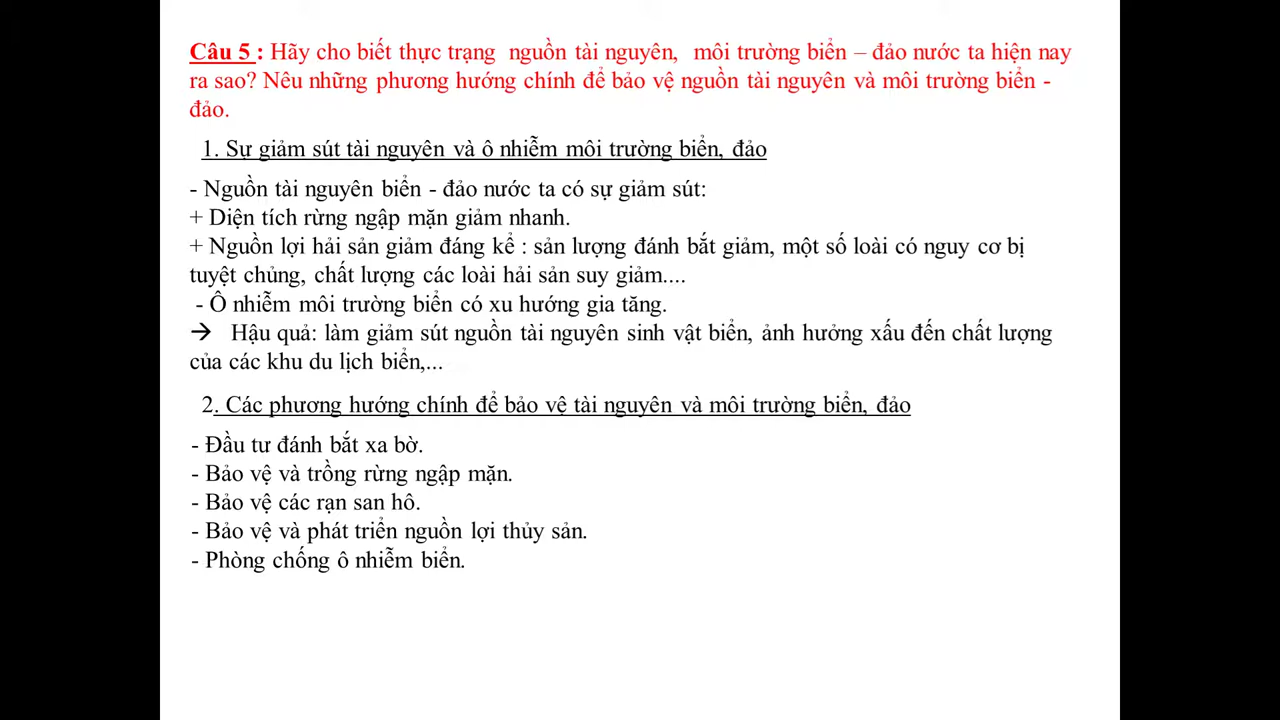 Câu 5 : Hãy cho biết thực trạng nguồn tài nguyên, môi trường biển – đảo nước ta hiện nay
ra sao? Nêu những phương hướng chính để bảo vệ nguồn tài nguyên và môi trường biển -
đảo.
1. Sự giảm sút tài nguyên và ô nhiễm môi trường biển, đảo
- Nguồn tài nguyên biển - đảo nước ta có sự giảm sút:
+ Diện tích rừng ngập mặn giảm nhanh.
+ Nguồn lợi hải sản giảm đáng kể : sản lượng đánh bắt giảm, một số loài có nguy cơ bị
tuyệt chủng, chất lượng các loài hải sản suy giảm....
- Ô nhiễm môi trường biển có xu hướng gia tăng.
→ Hậu quả: làm giảm sút nguồn tài nguyên sinh vật biển, ảnh hưởng xấu đến chất lượng
của các khu du lịch biển,...
2. Các phương hướng chính để bảo vệ tài nguyên và môi trường biển, đảo
- Đầu tư đánh bắt xa bờ.
- Bảo vệ và trồng rừng ngập mặn.
- Bảo vệ các rạn san hô.
- Bảo vệ và phát triển nguồn lợi thủy sản.
- Phòng chống ô nhiễm biển.